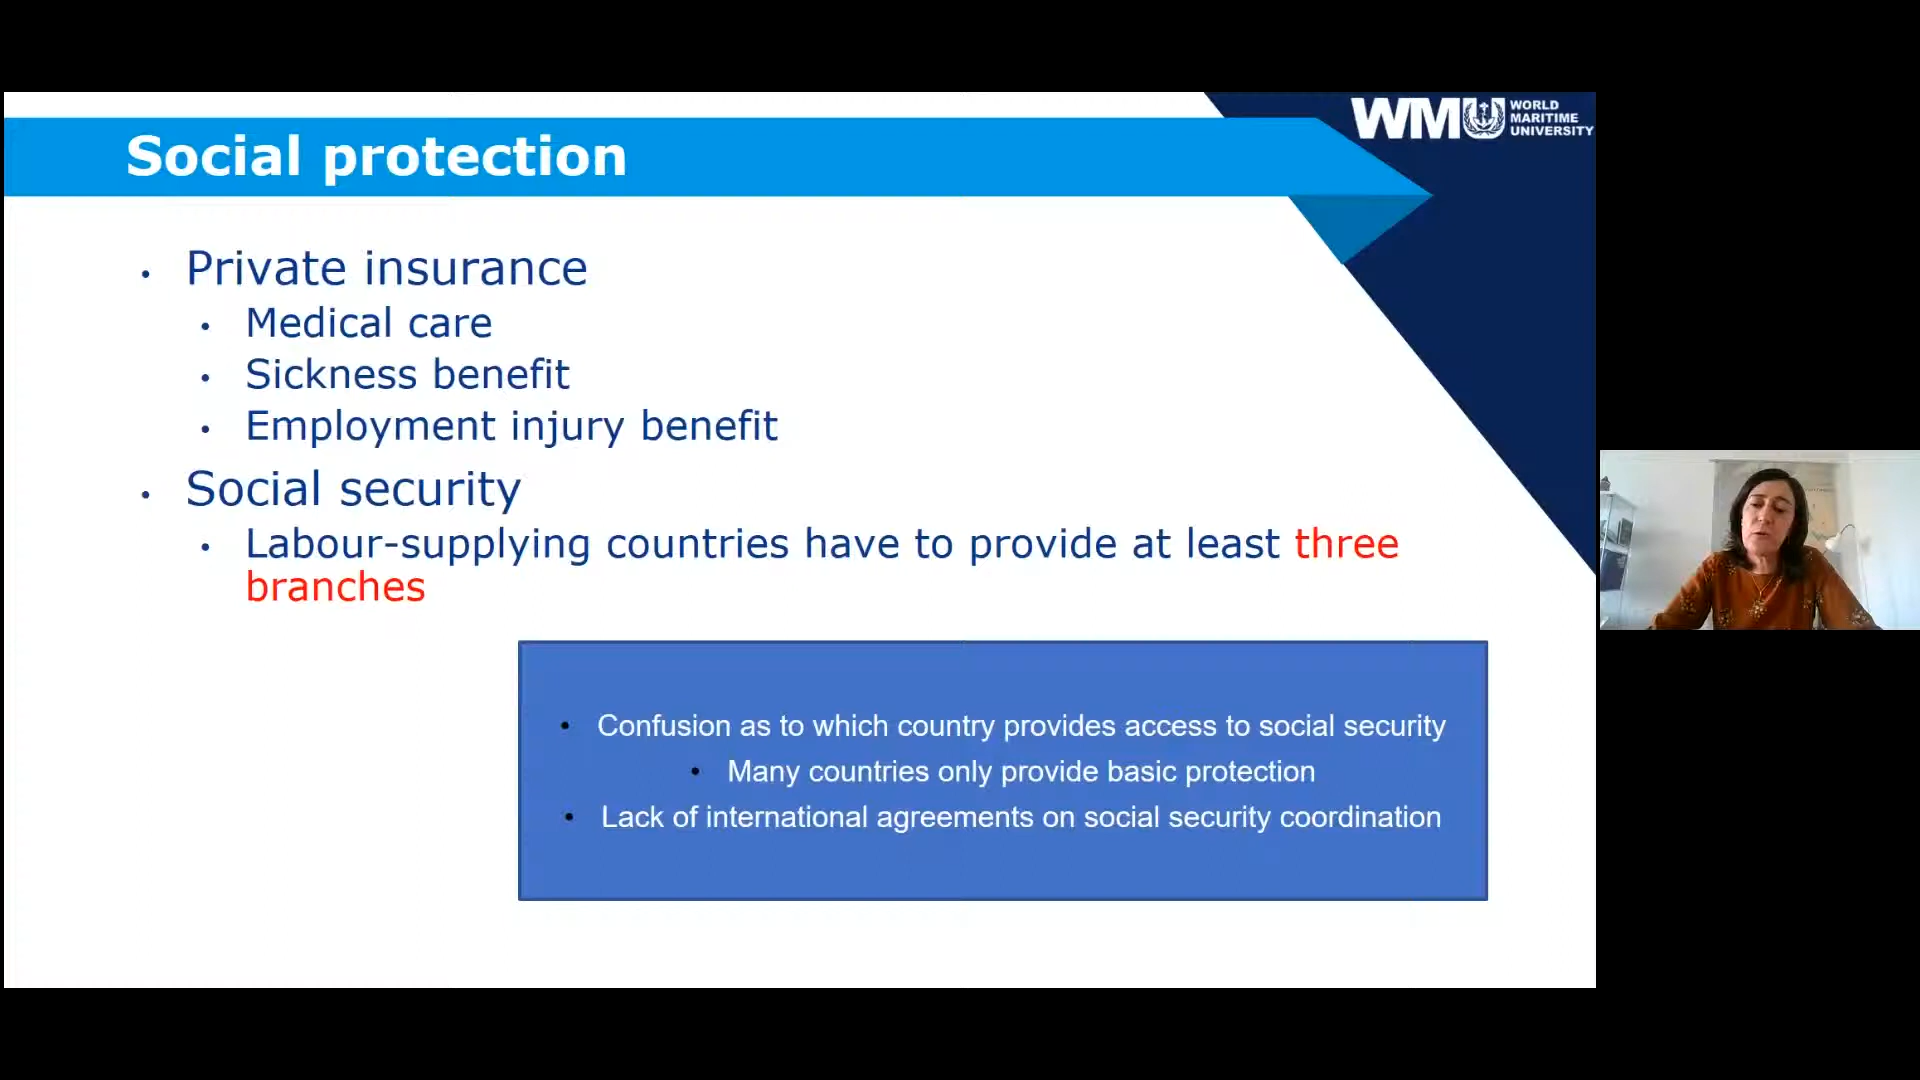 WMU WORLD
MARITIME
UNIVERSITY
Social protection
• Private insurance
• Medical care
• Sickness benefit
• Employment injury benefit
• Social security
• Labour-supplying countries have to provide at least three
branches
• Confusion as to which country provides access to social security
• Many countries only provide basic protection
• Lack of international agreements on social security coordination